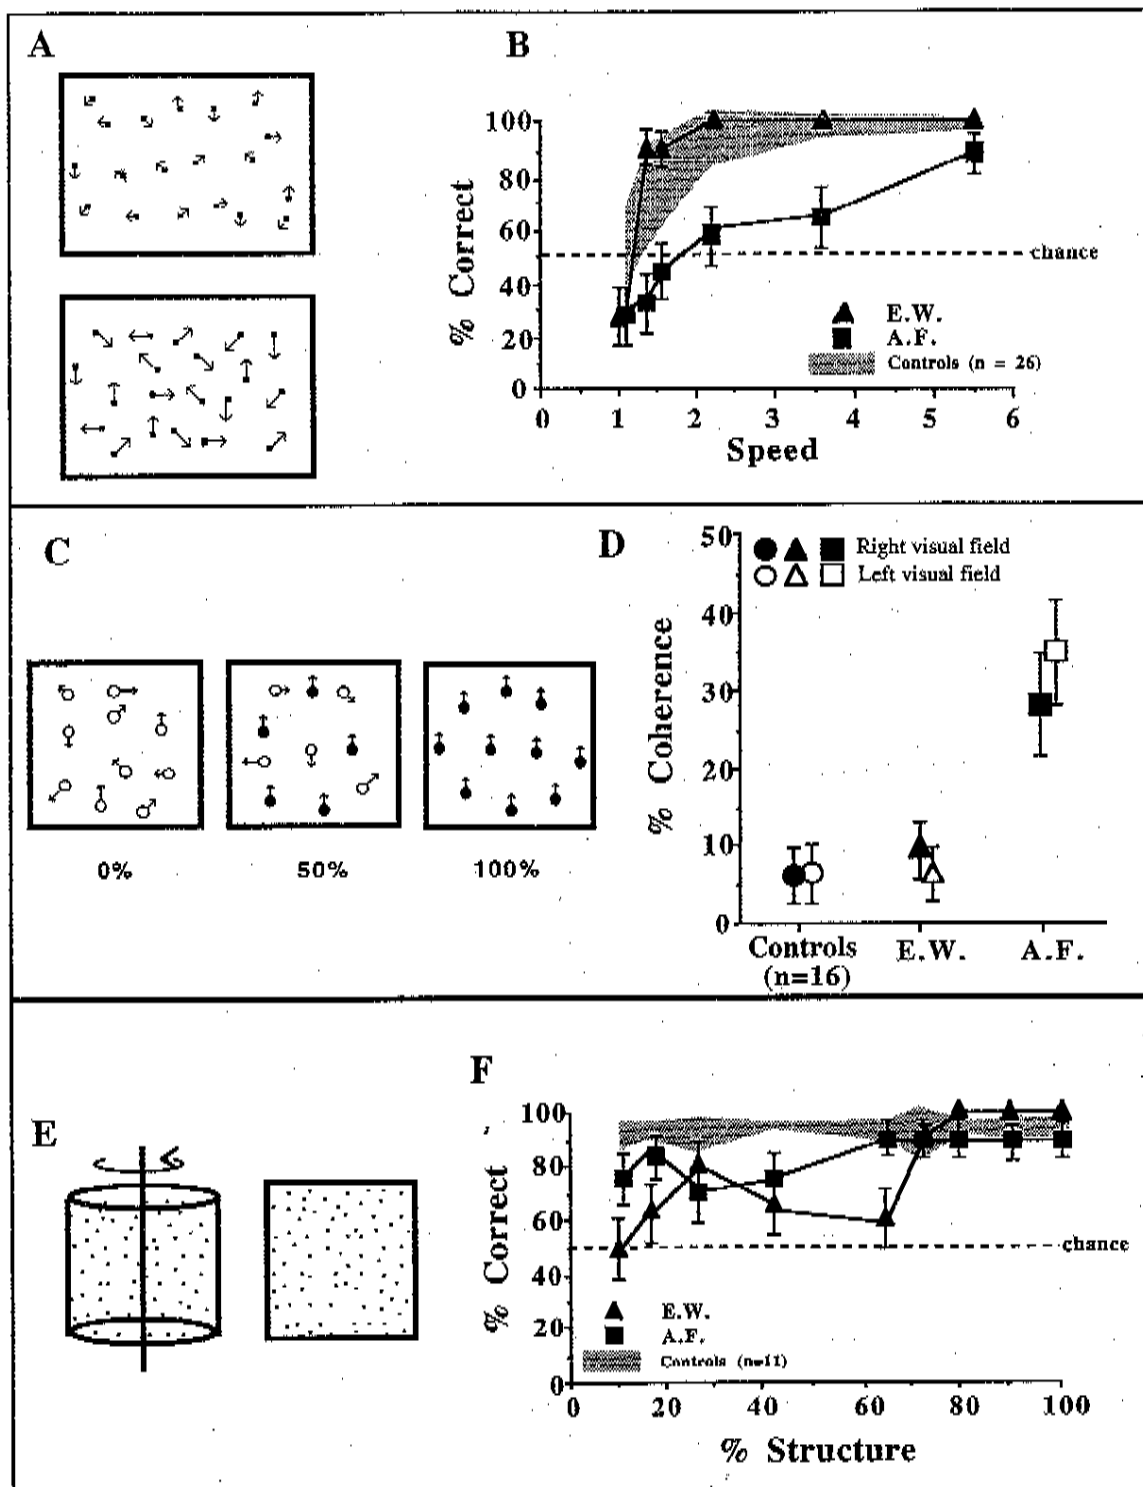 A
B
100
80
60
40
20
0
% Correct
chance
E.W.
A.F.
Controls (n = 26)
0 1 2 3 4 5 6
Speed
C
0% 50% 100%
D
50
40
30
20
10
0
% Coherence
Right visual field
Left visual field
Controls E.W. A.F.
(n=16)
E
F
100
80
60
40
20
0
% Correct
chance
E.W.
A.F.
Controls (n=11)
0 20 40 60 80 100
% Structure